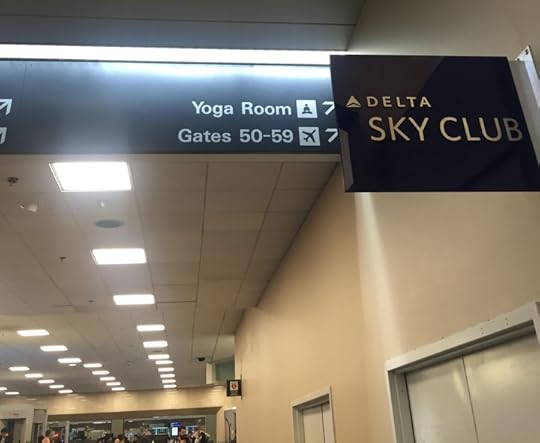 Yoga Room
Gates 50-59
DELTA
SKY CLUB